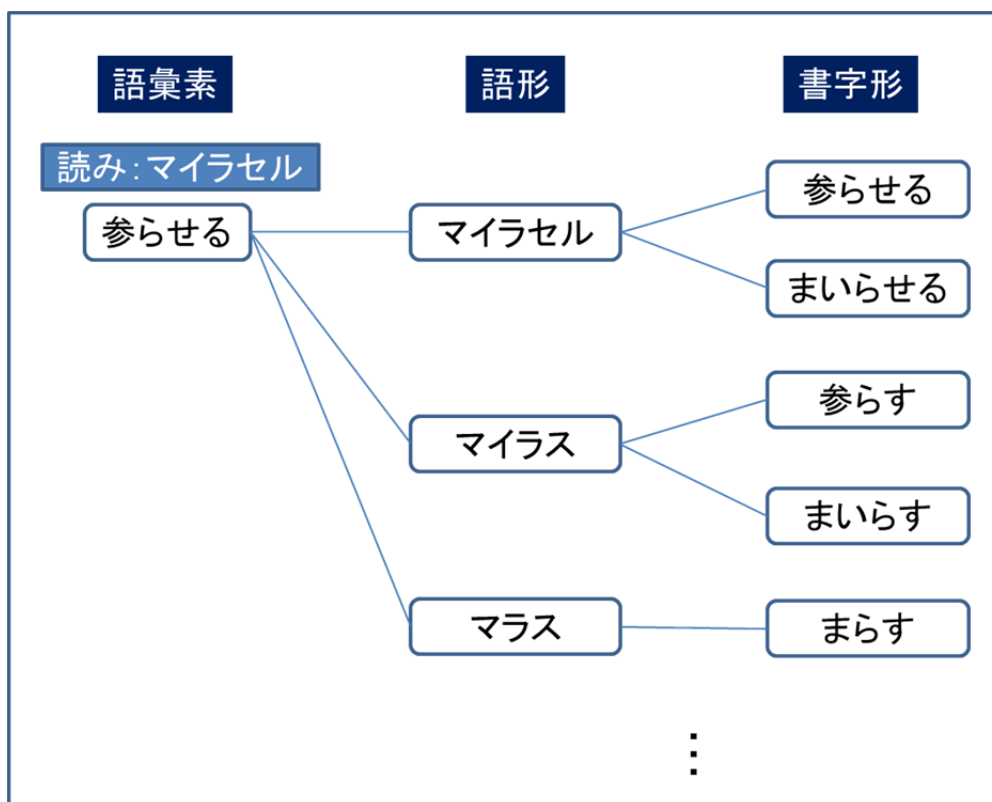 語彙素 語形 書字形
読み：マイラセル
参らせる マイラセル 参らせる
まいらせる
マイラス 参らす
まいらす
マラス まらす
⋮